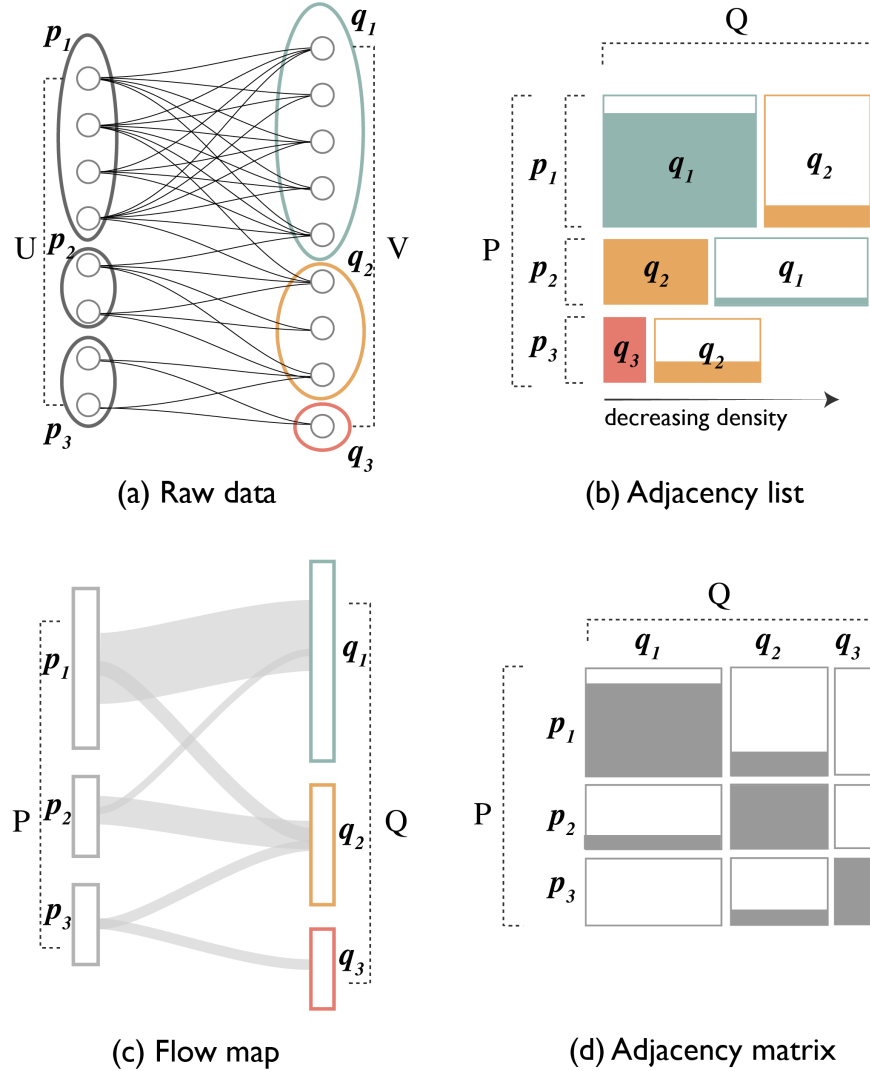 p1
q1
U
p2
q2
V
p3
q3
(a) Raw data
Q
P
p1
q1
q2
p2
q2
q1
p3
q3
q2
decreasing density
(b) Adjacency list
P
p1
p2
p3
q1
q2
q3
Q
(c) Flow map
Q
q1
q2
q3
P
p1
p2
p3
(d) Adjacency matrix